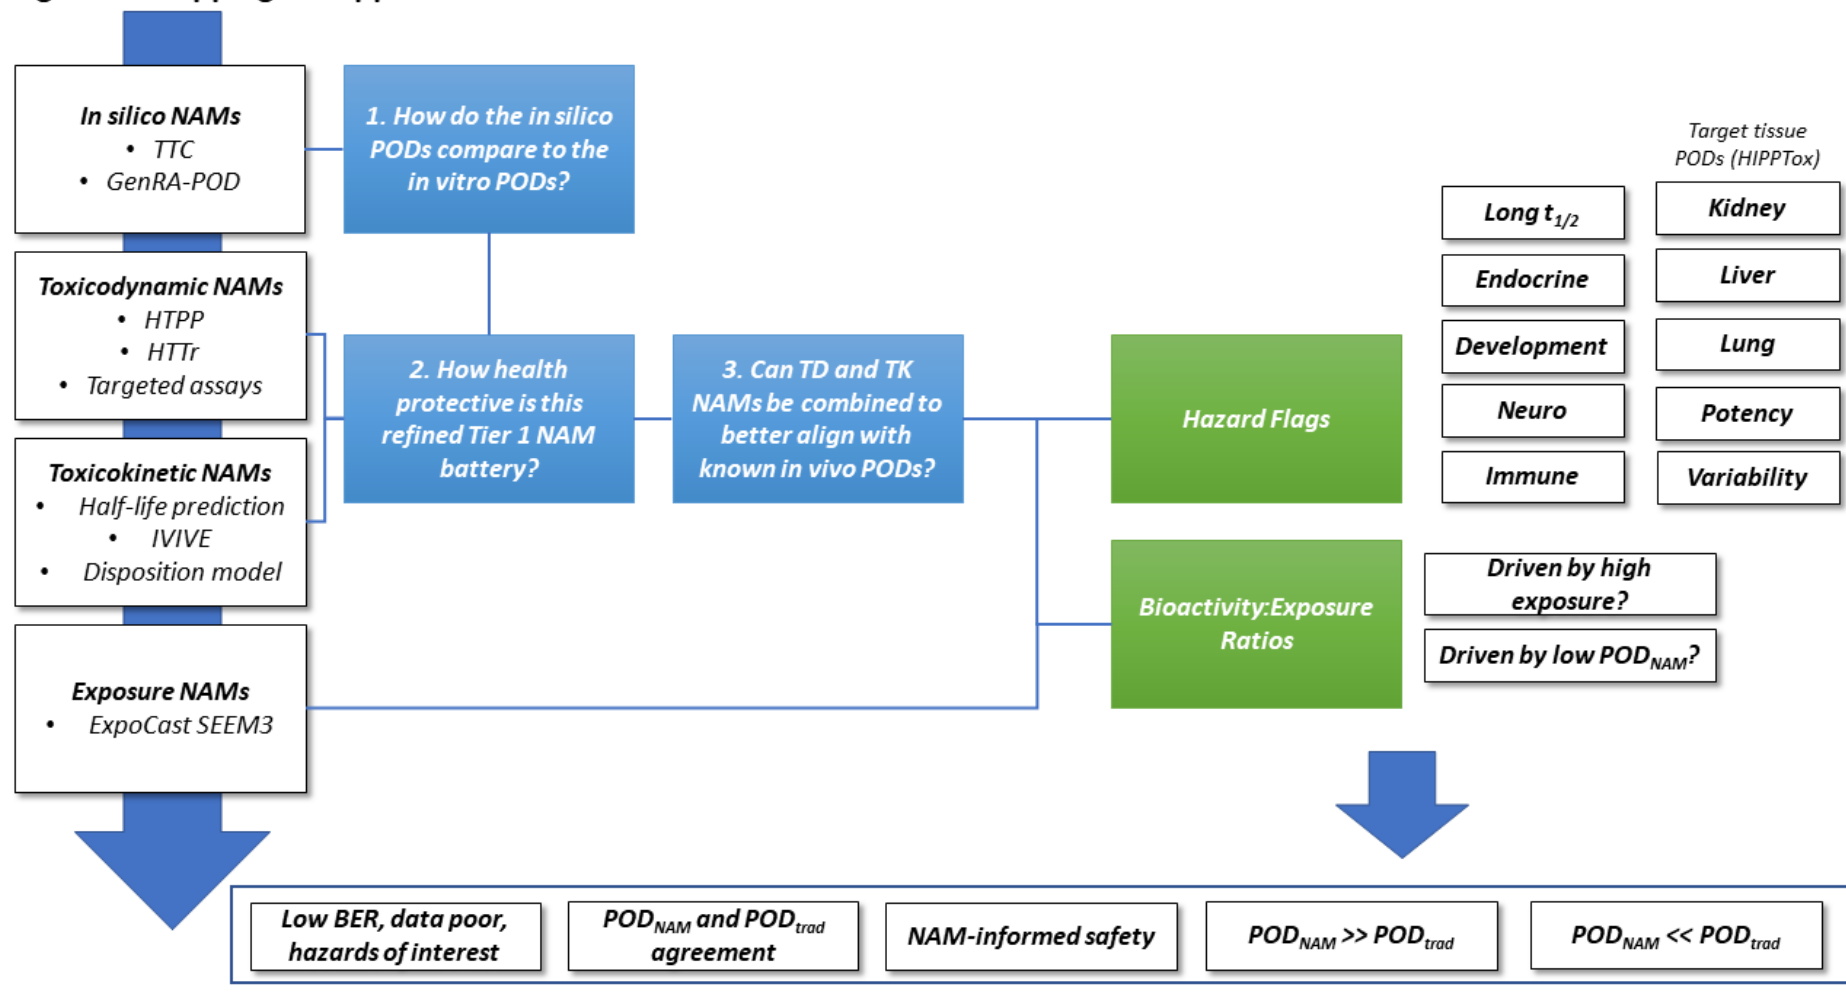 In silico NAMs
• TTC
• GenRA-POD
Toxicodynamic NAMs
• HTPP
• HTTr
• Targeted assays
Toxicokinetic NAMs
• Half-life prediction
• IVIVE
• Disposition model
Exposure NAMs
• ExpoCast SEEM3
1. How do the in silico
PODs compare to the
in vitro PODs?
2. How health
protective is this
refined Tier 1 NAM
battery?
3. Can TD and TK
NAMs be combined to
better align with
known in vivo PODs?
Hazard Flags
Bioactivity:Exposure
Ratios
Long t1/2
Endocrine
Development
Neuro
Immune
Target tissue
PODs (HIPPTox)
Kidney
Liver
Lung
Potency
Variability
Driven by high
exposure?
Driven by low PODNAM?
Low BER, data poor,
hazards of interest
PODNAM and PODtrad
agreement
NAM-informed safety
PODNAM >> PODtrad
PODNAM << PODtrad